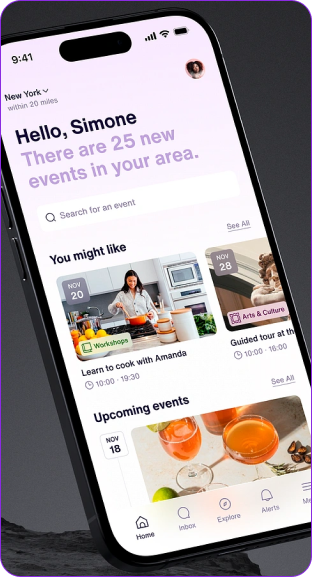 9:41
New York
within 20 miles
Hello, Simone
There are 25 new
events in your area.
Search for an event
You might like
See All
NOV
20
Workshops
Learn to cook with Amanda
10:00 - 19:30
NOV
28
Arts & Culture
Guided tour at th
10:00 - 16:00
Upcoming events
See All
NOV
18
Home
Inbox
Explore
Alerts
Me